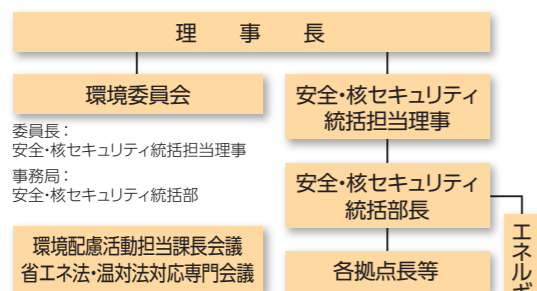 理事長
環境委員会
委員長：
安全・核セキュリティ統括担当理事
事務局：
安全・核セキュリティ統括部
環境配慮活動担当課長会議
省エネ法・温対法対応専門会議
安全・核セキュリティ
統括担当理事
安全・核セキュリティ
統括部長
各拠点長等
エネルギ